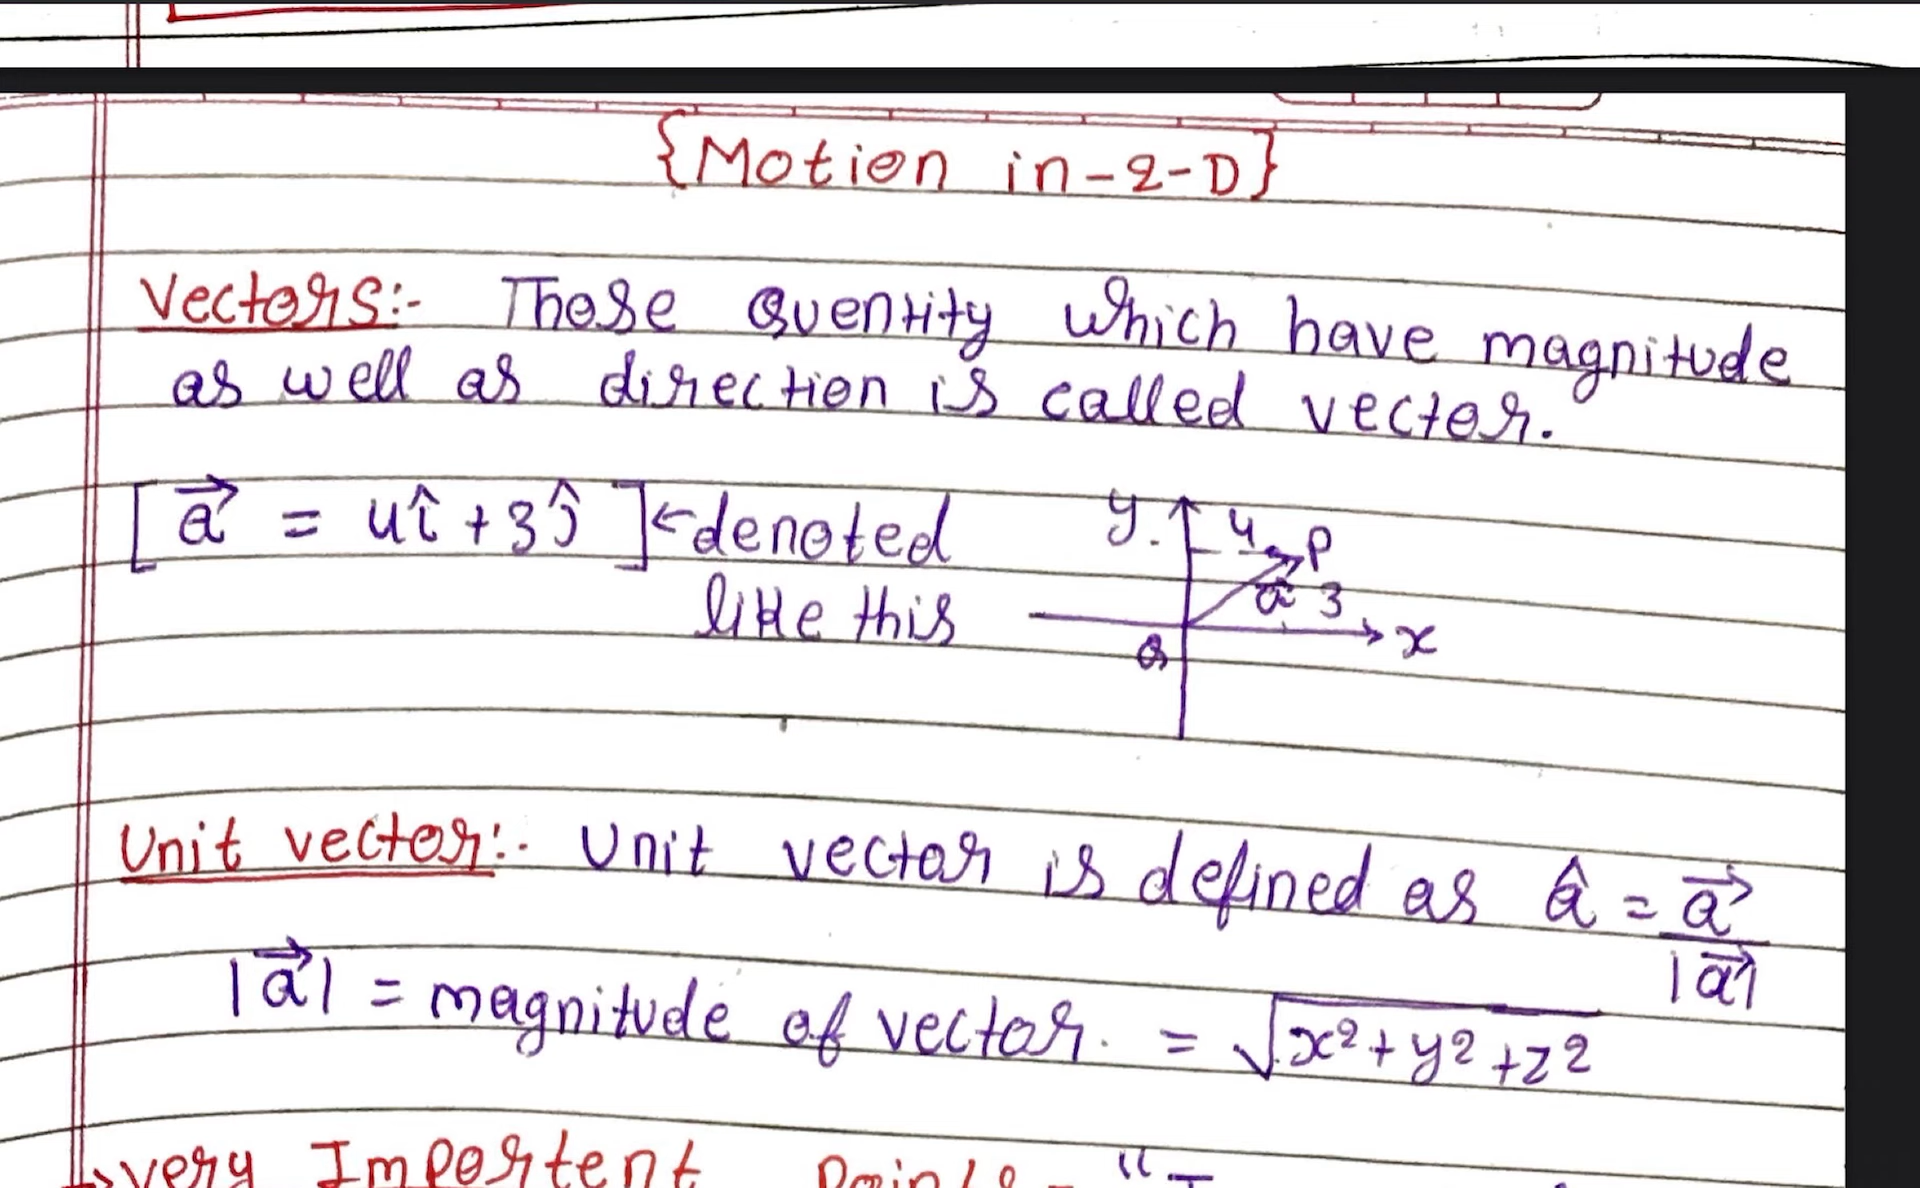 {Motion in-2-D}
Vectors:- Those Quentity which have magnitude
as well as direction is called vector.
[a⃗ = 4î + 3ĵ] ← denoted
like this
y
4
P
a⃗ 3
x
O
Unit vector:- Unit vector is defined as â = a⃗/|a⃗|
|a⃗| = magnitude of vector. = √x²+y²+z²
→very Importent